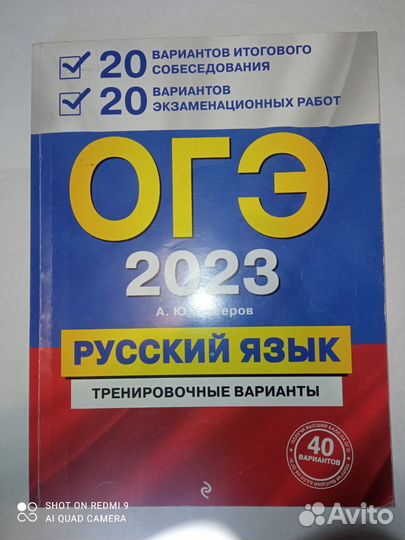 20 ВАРИАНТОВ ИТОГОВОГО
СОБЕСЕДОВАНИЯ
20 ВАРИАНТОВ
ЭКЗАМЕНАЦИОННЫХ РАБОТ
ОГЭ
2023
А. Ю.
РУССКИЙ ЯЗЫК
ТРЕНИРОВОЧНЫЕ ВАРИАНТЫ
40
ВАРИАНТОВ
SHOT ON REDMI 9
AI QUAD CAMERA
Avito